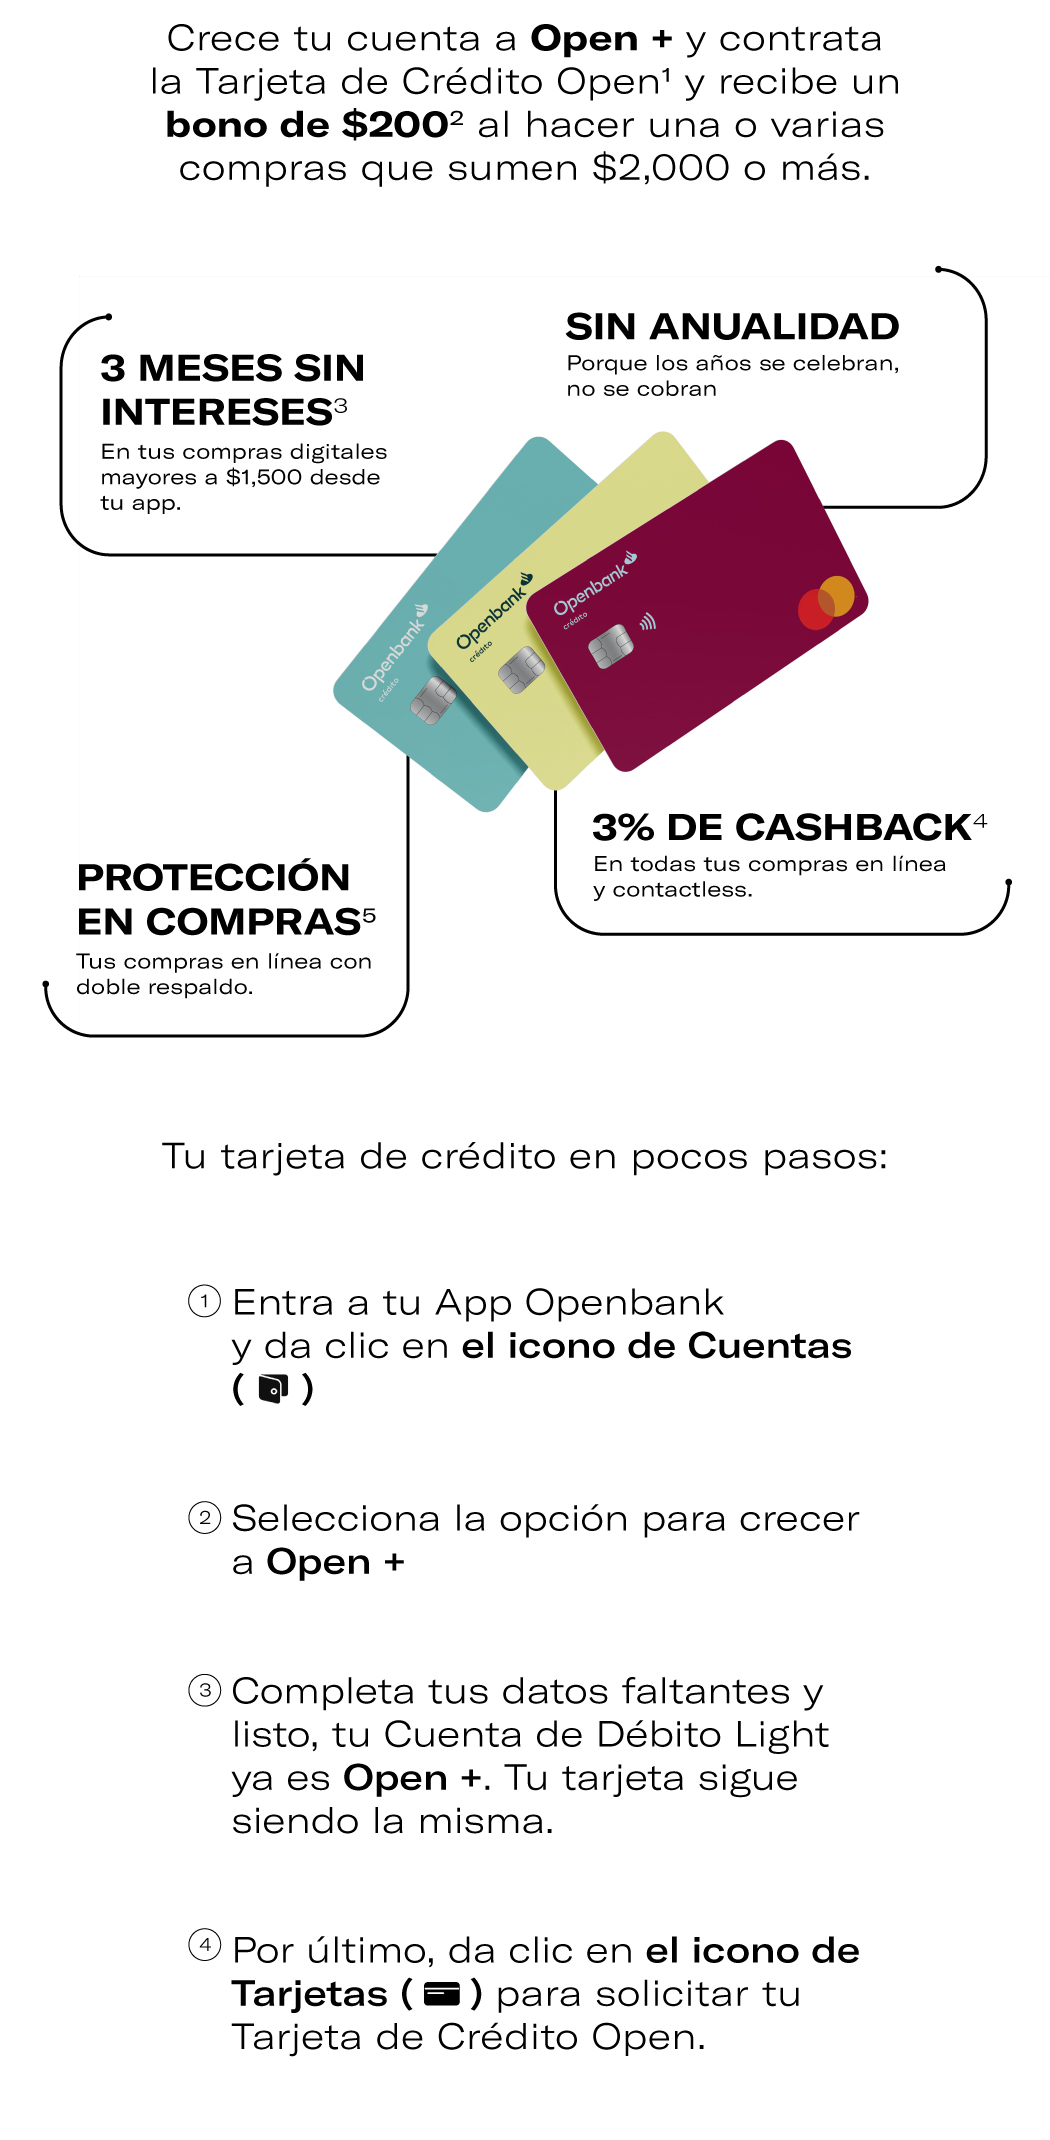 Crece tu cuenta a Open + y contrata
la Tarjeta de Crédito Open¹ y recibe un
bono de $200² al hacer una o varias
compras que sumen $2,000 o más.
3 MESES SIN
INTERESES³
En tus compras digitales
mayores a $1,500 desde
tu app.
SIN ANUALIDAD
Porque los años se celebran,
no se cobran
Openbank
crédito
Openbank
crédito
Openbank
crédito
3% DE CASHBACK⁴
En todas tus compras en línea
y contactless.
PROTECCIÓN
EN COMPRAS⁵
Tus compras en línea con
doble respaldo.
Tu tarjeta de crédito en pocos pasos:
1 Entra a tu App Openbank
y da clic en el icono de Cuentas
( )
2 Selecciona la opción para crecer
a Open +
3 Completa tus datos faltantes y
listo, tu Cuenta de Débito Light
ya es Open +. Tu tarjeta sigue
siendo la misma.
4 Por último, da clic en el icono de
Tarjetas ( ) para solicitar tu
Tarjeta de Crédito Open.